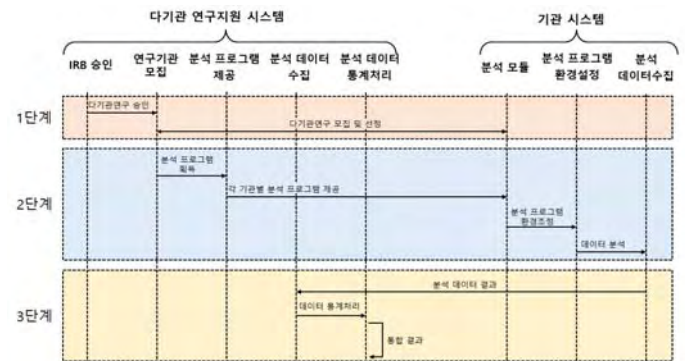 다기관 연구지원 시스템
기관 시스템
IRB 승인
연구기관
모집
분석 프로그램
제공
분석 데이터
수집
분석 데이터
통계처리
분석 모듈
분석 프로그램
환경설정
분석
데이터수집
1단계
다기관연구 승인
다기관연구 모집 및 선정
2단계
분석 프로그램
획득
각 기관별 분석 프로그램 제공
분석 프로그램
환경조정
데이터 분석
3단계
분석 데이터 결과
데이터 통계처리
통합 결과